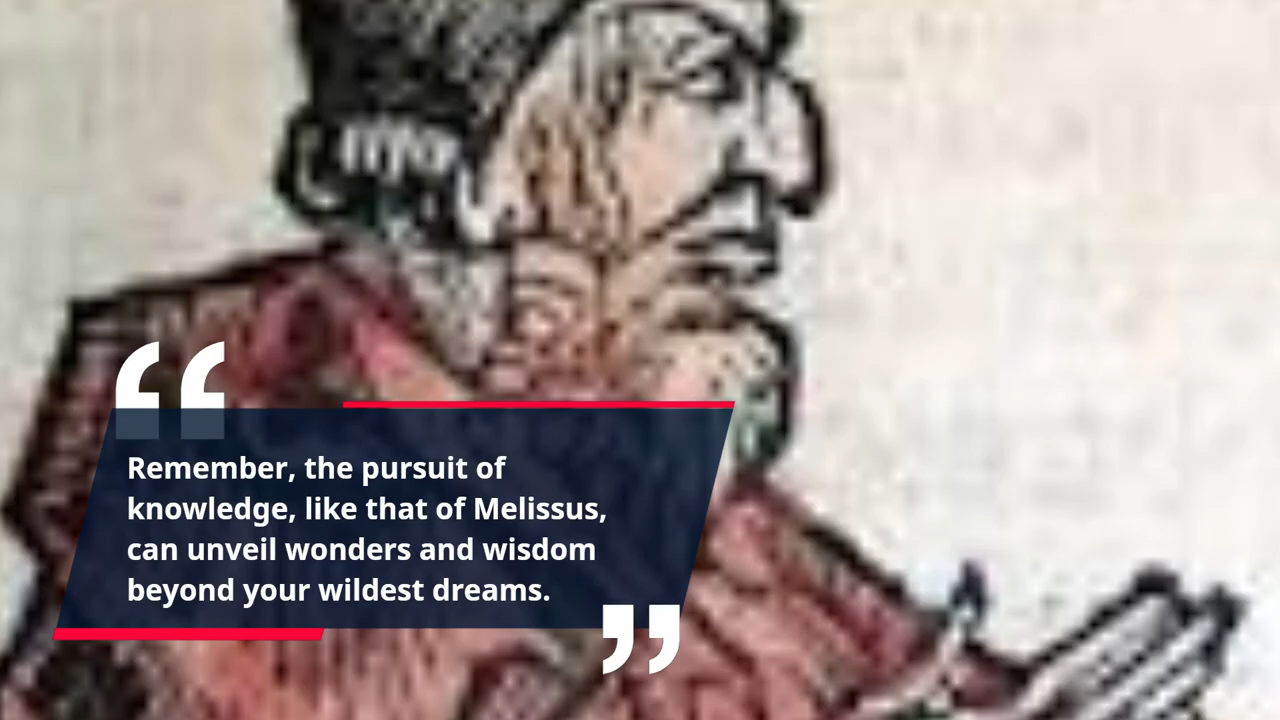 Remember, the pursuit of
knowledge, like that of Melissus,
can unveil wonders and wisdom
beyond your wildest dreams.